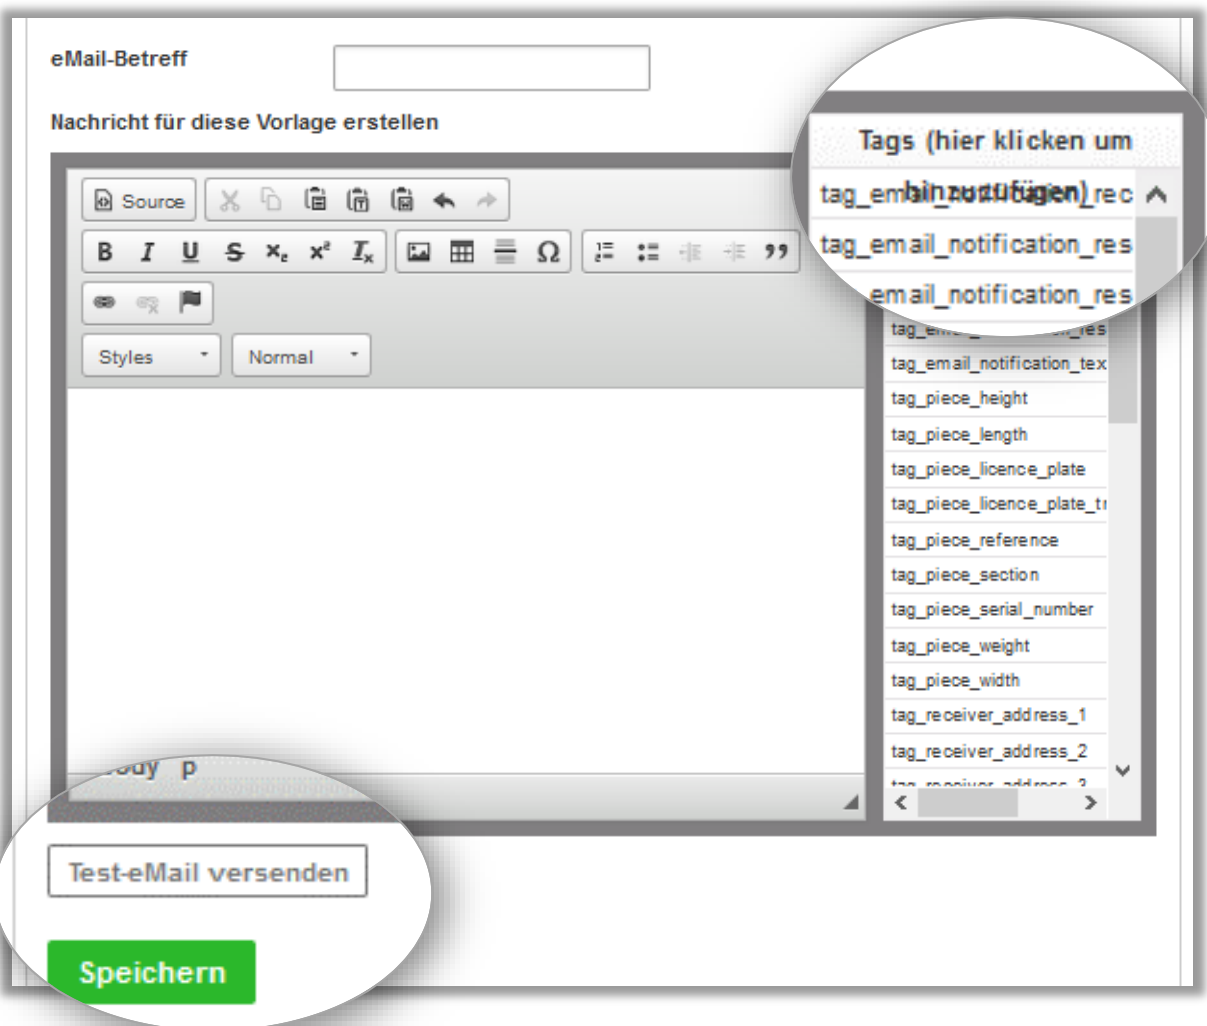 eMail-Betreff
Nachricht für diese Vorlage erstellen
Source
Styles
Normal
Tags (hier klicken um
hinzuzufügen)
tag_email_notification_rec
tag_email_notification_res
email_notification_res
tag_email_notification_tex
tag_piece_height
tag_piece_length
tag_piece_licence_plate
tag_piece_licence_plate_tr
tag_piece_reference
tag_piece_section
tag_piece_serial_number
tag_piece_weight
tag_piece_width
tag_receiver_address_1
tag_receiver_address_2
p
Test-eMail versenden
Speichern